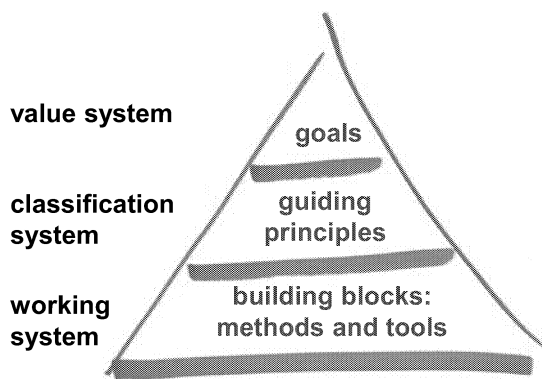 value system
goals
classification
system
guiding
principles
working
system
building blocks:
methods and tools